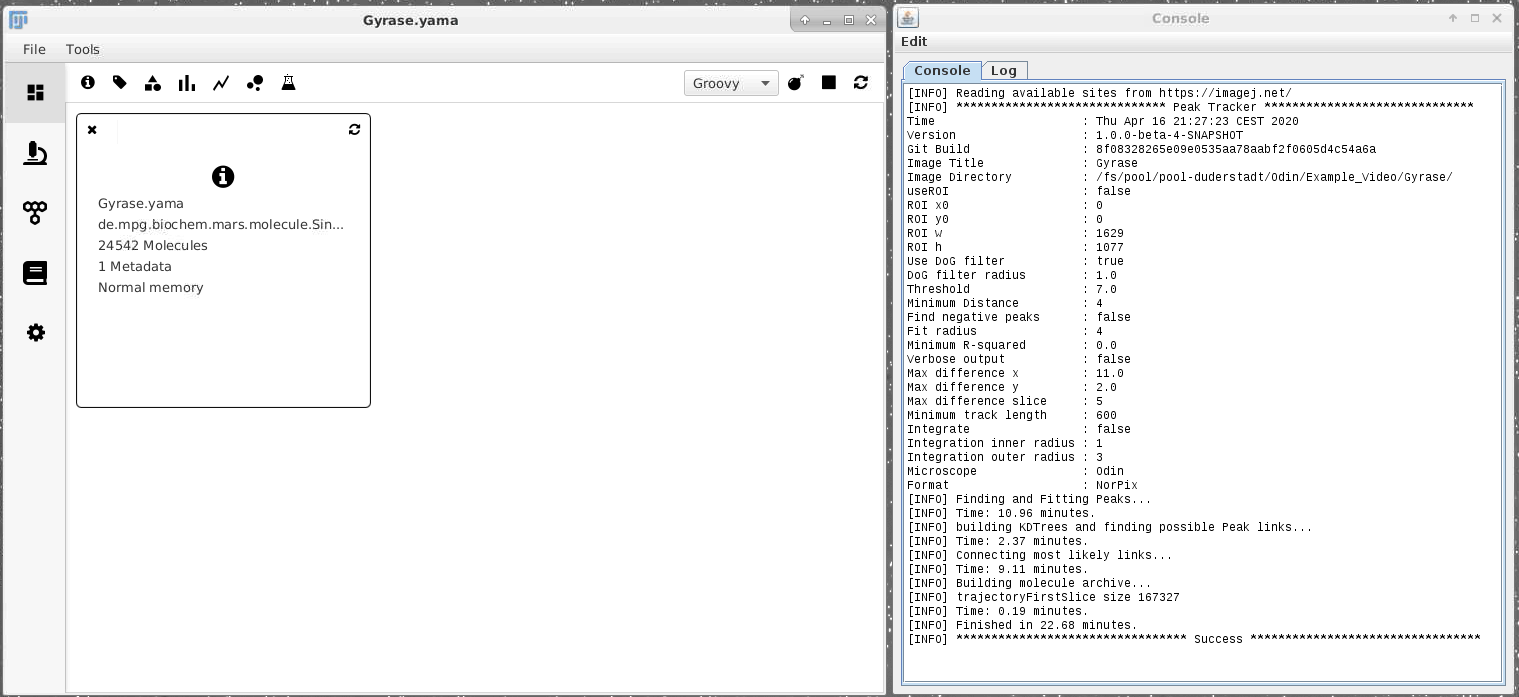 Gyrase.yama
File Tools
Groovy
Gyrase.yama
de.mpg.biochem.mars.molecule.Sin...
24542 Molecules
1 Metadata
Normal memory
Console
Edit
Console Log
[INFO] Reading available sites from https://imagej.net/
[INFO] ****************************** Peak Tracker ******************************
Time : Thu Apr 16 21:27:23 CEST 2020
Version : 1.0.0-beta-4-SNAPSHOT
Git Build : 8f08328265e09e0535aa78aabf2f0605d4c54a6a
Image Title : Gyrase
Image Directory : /fs/pool/pool-duderstadt/Odin/Example_Video/Gyrase/
useROI : false
ROI x0 : 0
ROI y0 : 0
ROI w : 1629
ROI h : 1077
Use DoG filter : true
DoG filter radius : 1.0
Threshold : 7.0
Minimum Distance : 4
Find negative peaks : false
Fit radius : 4
Minimum R-squared : 0.0
Verbose output : false
Max difference x : 11.0
Max difference y : 2.0
Max difference slice : 5
Minimum track length : 600
Integrate : false
Integration inner radius : 1
Integration outer radius : 3
Microscope : Odin
Format : NorPix
[INFO] Finding and Fitting Peaks...
[INFO] Time: 10.96 minutes.
[INFO] building KDTrees and finding possible Peak links...
[INFO] Time: 2.37 minutes.
[INFO] Connecting most likely links...
[INFO] Time: 9.11 minutes.
[INFO] Building molecule archive...
[INFO] trajectoryFirstSlice size 167327
[INFO] Time: 0.19 minutes.
[INFO] Finished in 22.68 minutes.
[INFO] ********************************* Success *********************************